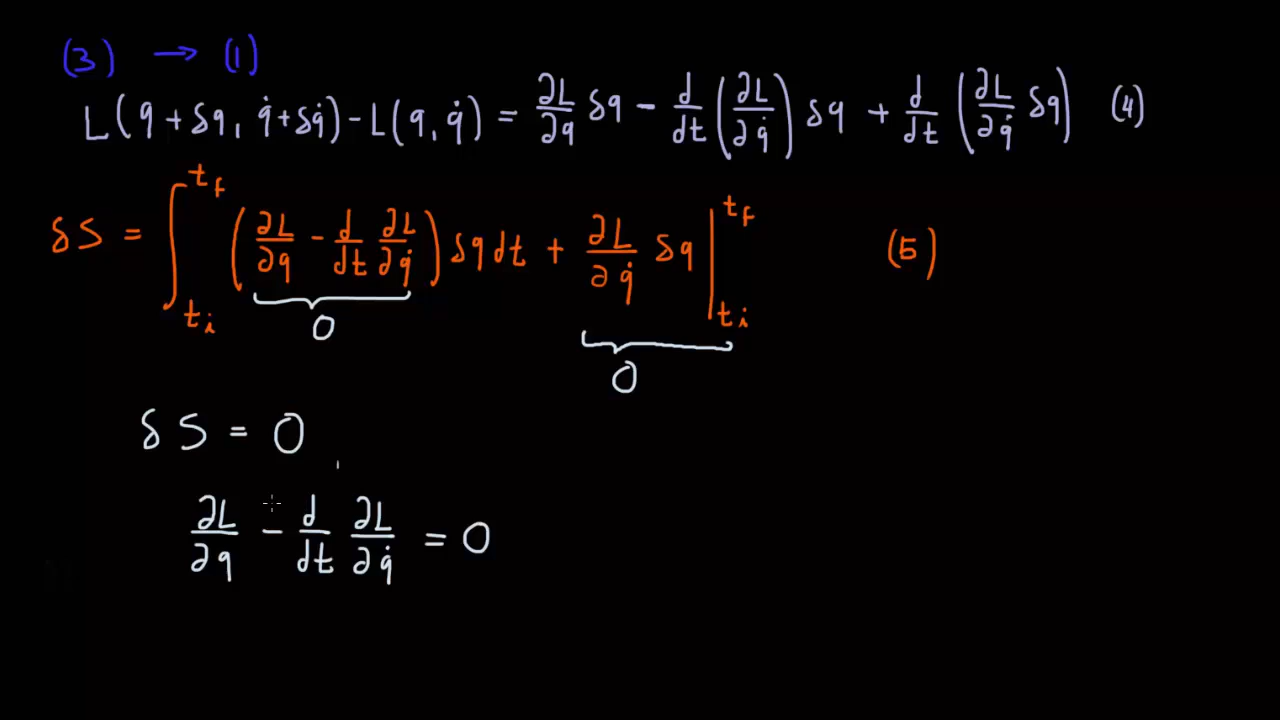 (3) → (1)
L(q + δq, q̇ + δq̇) − L(q, q̇) = ∂L/∂q δq − d/dt (∂L/∂q̇) δq + d/dt (∂L/∂q̇ δq) (4)
δS = ∫_{t_i}^{t_f} (∂L/∂q − d/dt ∂L/∂q̇) δq dt + ∂L/∂q̇ δq |_{t_i}^{t_f} (5)
0 0
δS = 0
∂L/∂q − d/dt ∂L/∂q̇ = 0